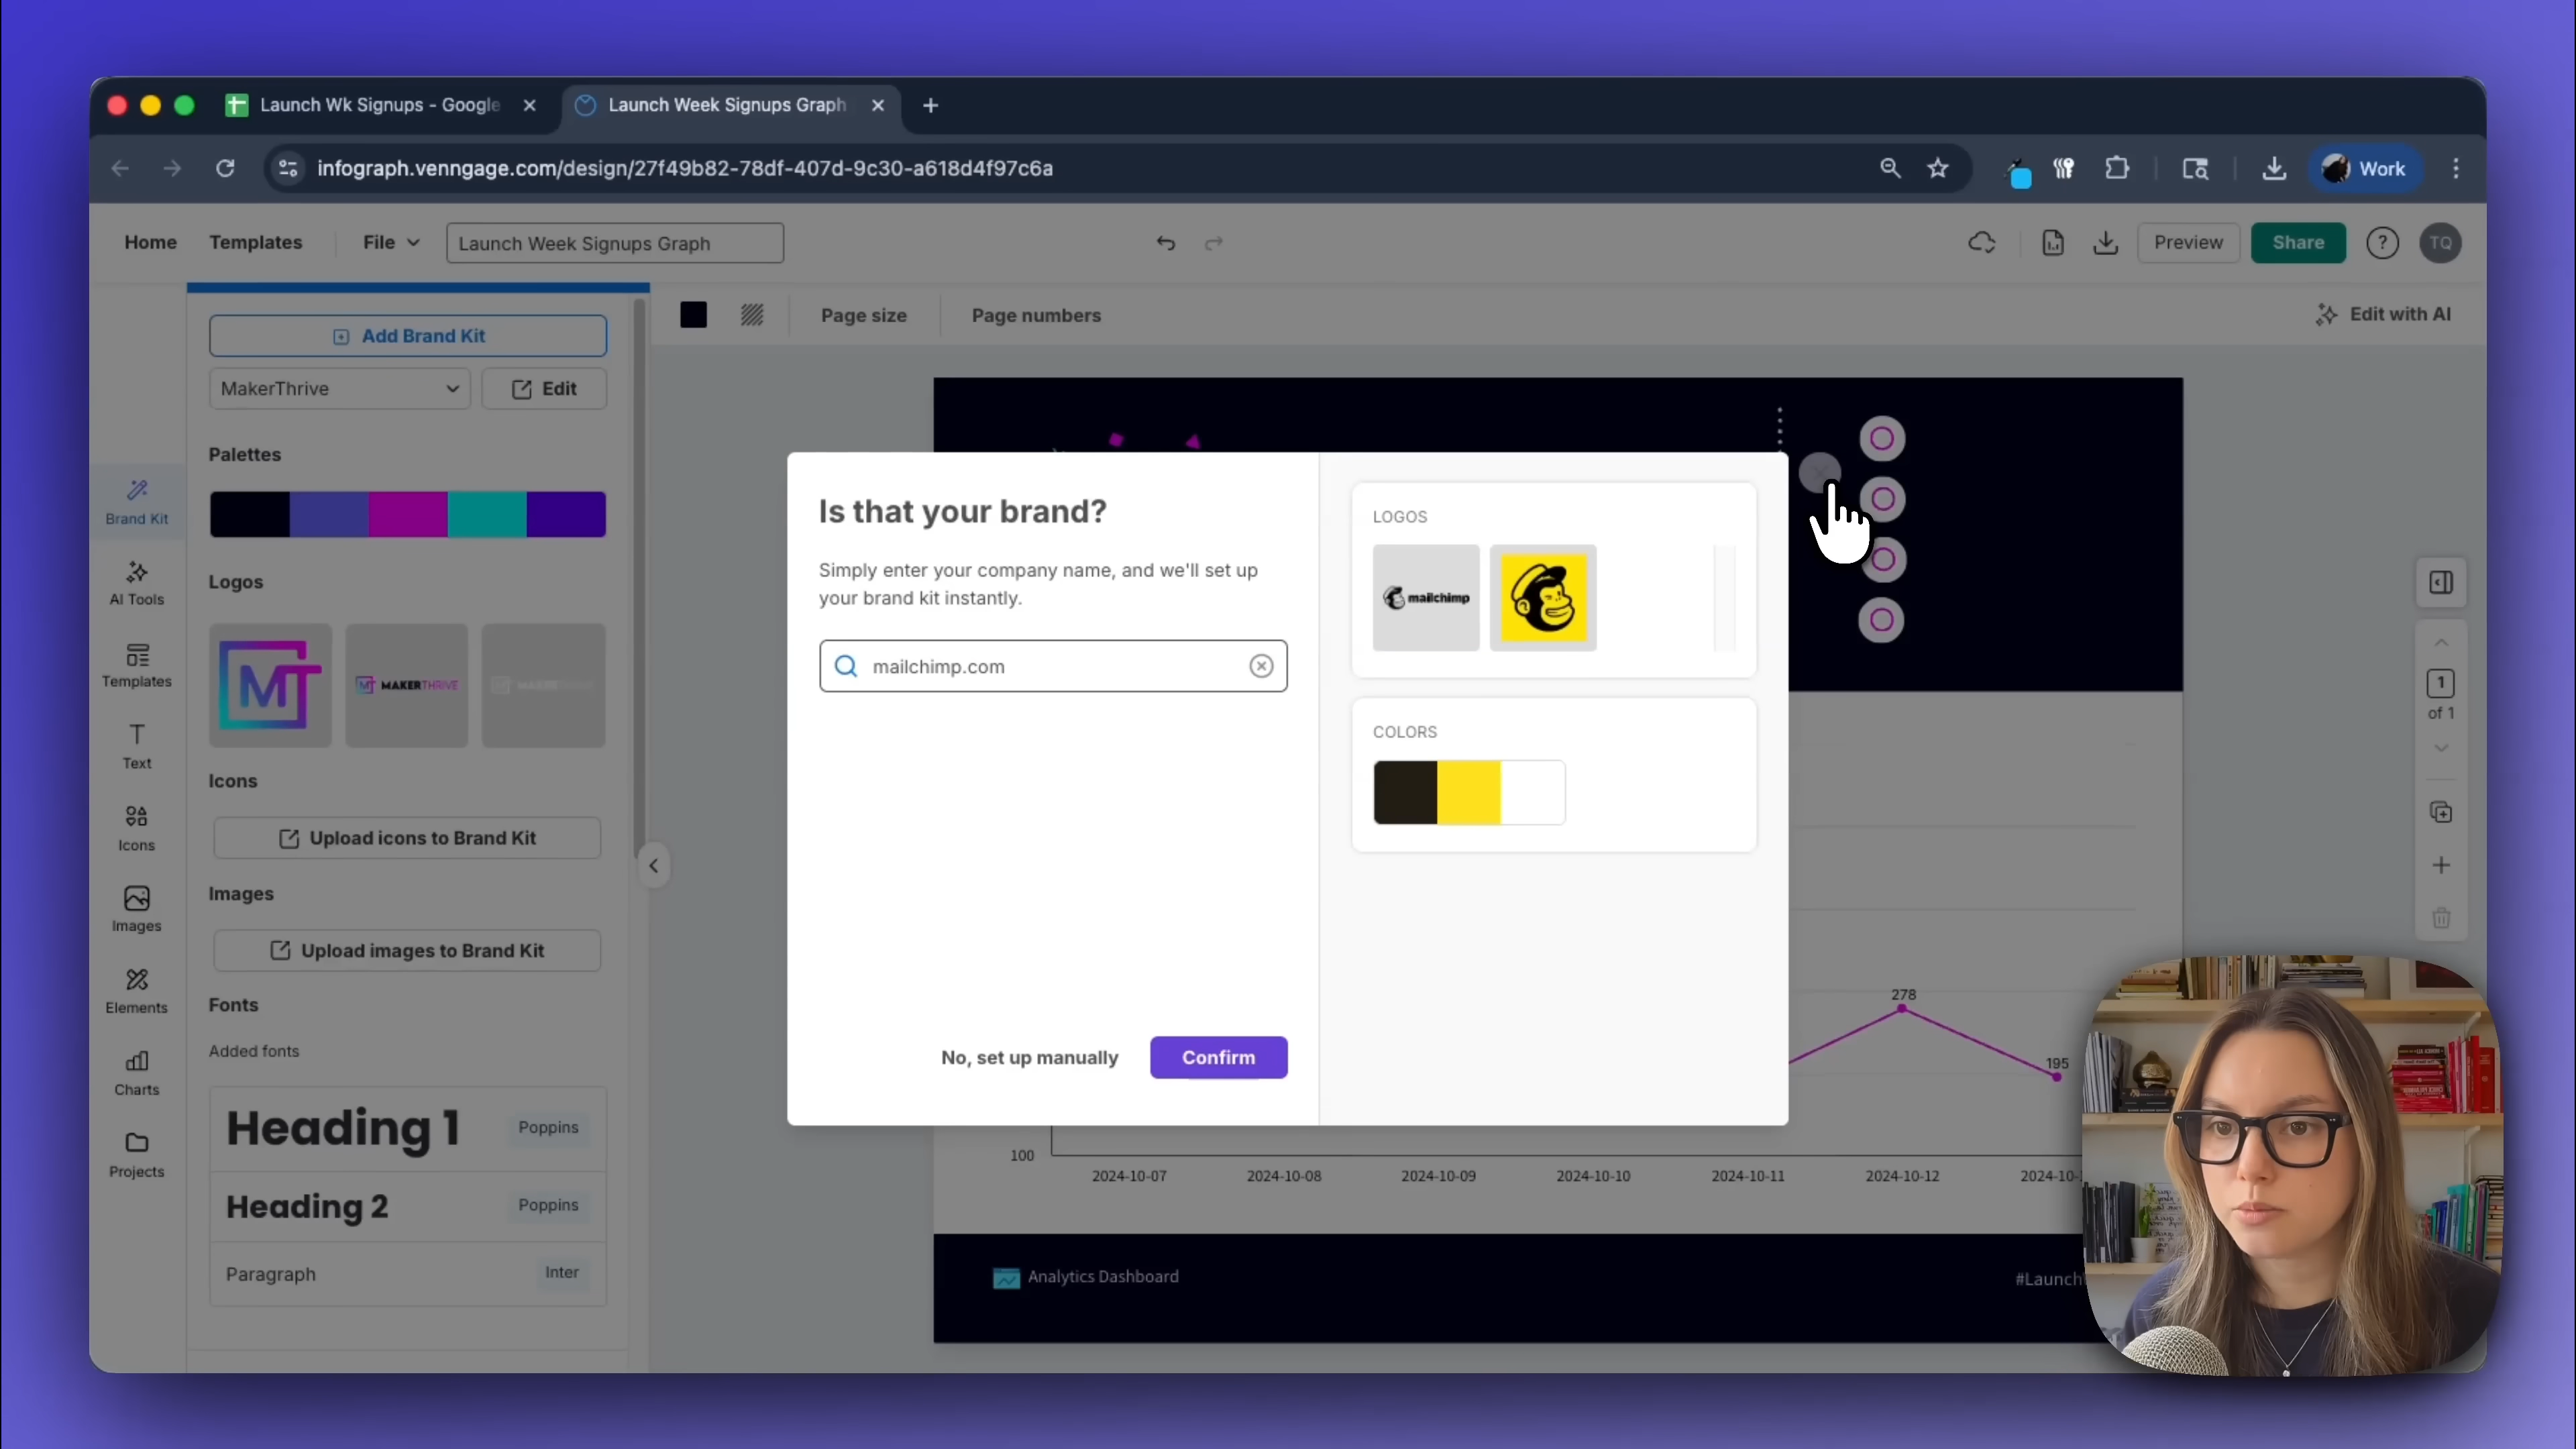 Launch Wk Signups - Google
Launch Week Signups Graph
infograph.venngage.com/design/27f49b82-78df-407d-9c30-a618d4f97c6a
Work
Home
Templates
File
Launch Week Signups Graph
Preview
Share
?
TQ
Page size
Page numbers
Edit with AI
Brand Kit
AI Tools
Templates
Text
Icons
Images
Elements
Charts
Projects
Add Brand Kit
MakerThrive
Edit
Palettes
Logos
MT
MAKERTHRIVE
Icons
Upload icons to Brand Kit
Images
Upload images to Brand Kit
Fonts
Added fonts
Heading 1
Poppins
Heading 2
Poppins
Paragraph
Inter
Is that your brand?
Simply enter your company name, and we'll set up
your brand kit instantly.
mailchimp.com
No, set up manually
Confirm
LOGOS
mailchimp
COLORS
1
of 1
278
195
100
2024-10-07
2024-10-08
2024-10-09
2024-10-10
2024-10-11
2024-10-12
Analytics Dashboard